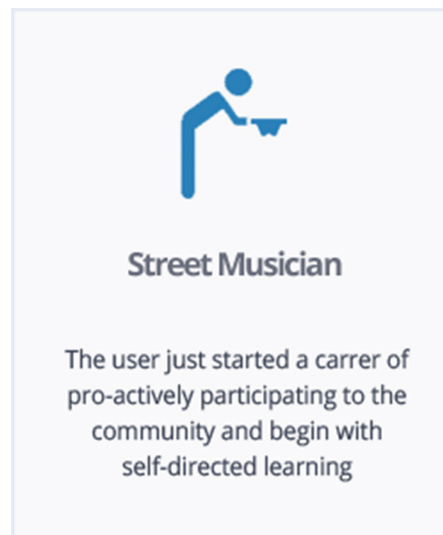 Street Musician
The user just started a carrer of
pro-actively participating to the
community and begin with
self-directed learning